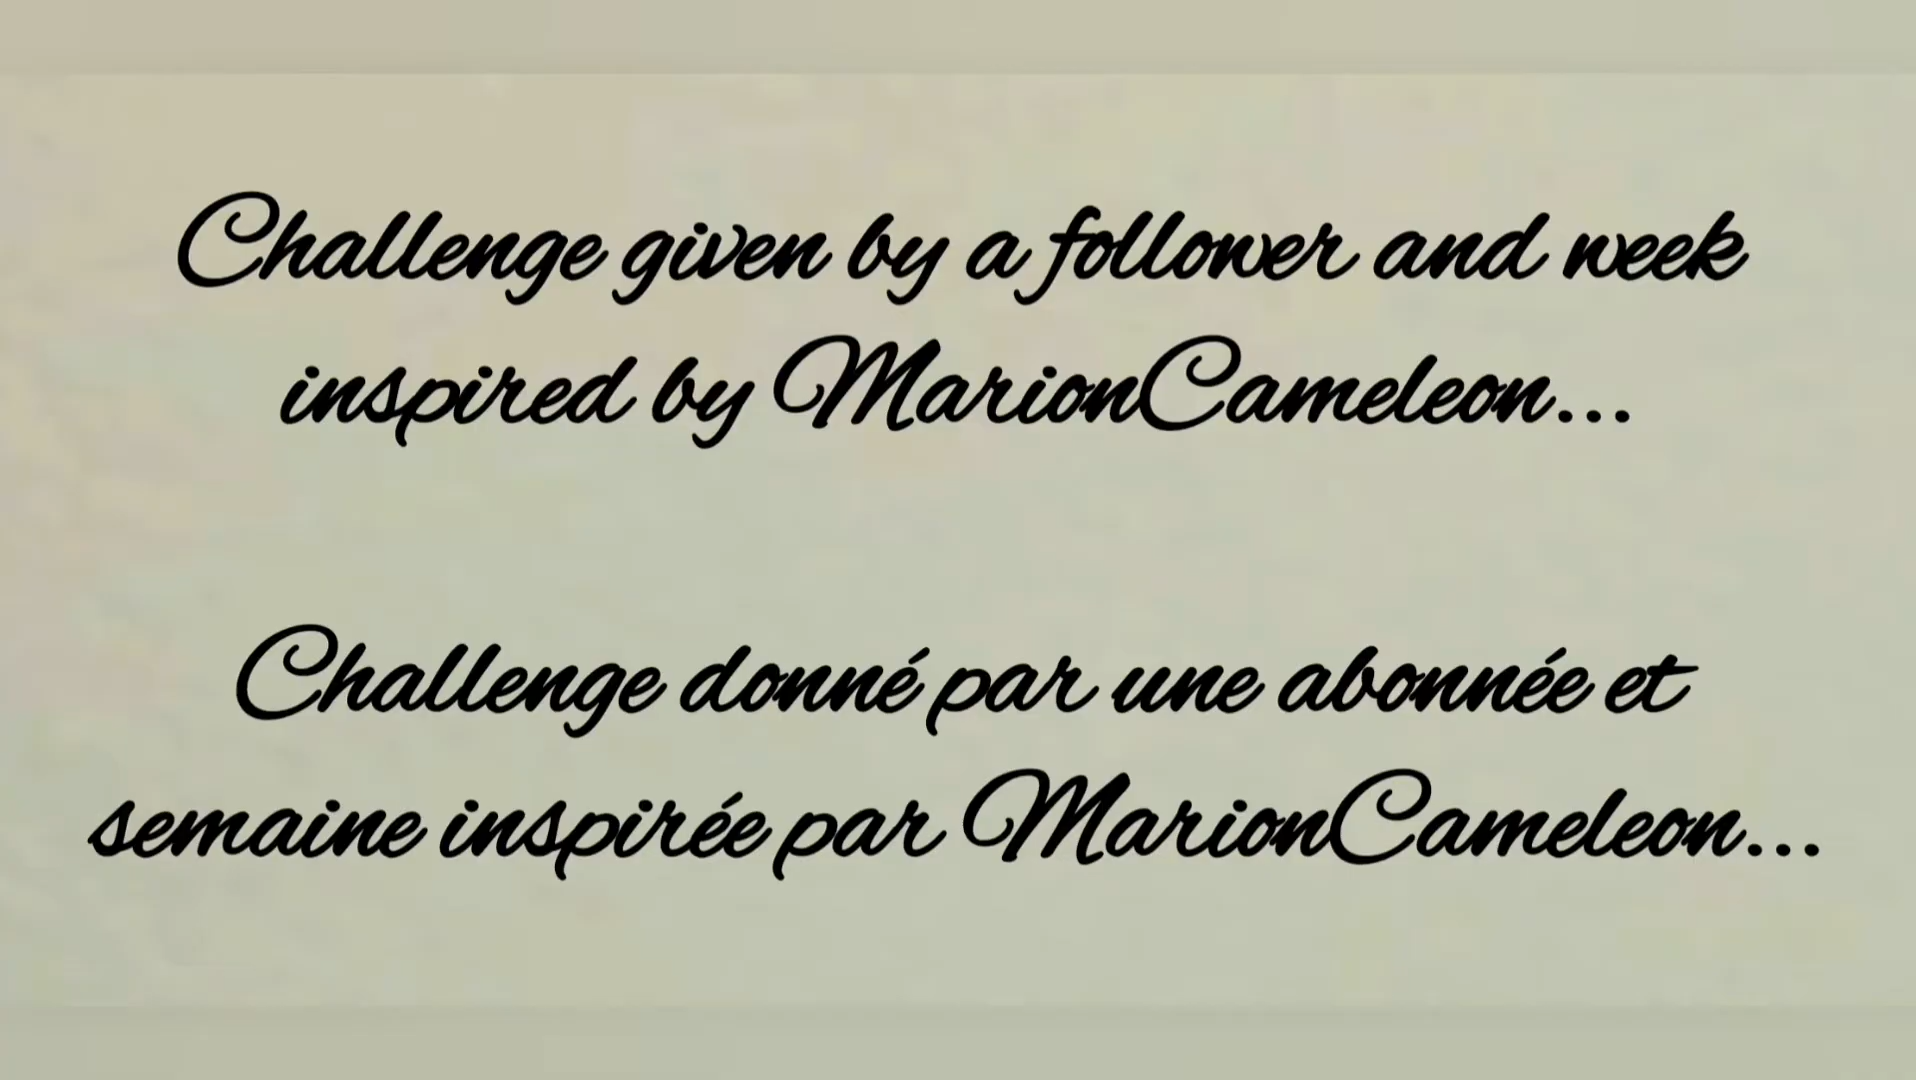 Challenge given by a follower and week
inspired by MarionCameleon...
Challenge donné par une abonnée et
semaine inspirée par MarionCameleon...